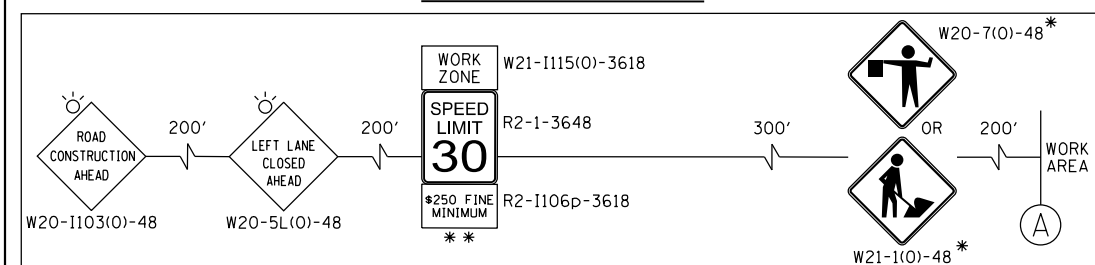 ROAD
CONSTRUCTION
AHEAD
W20-I103(O)-48
200'
LEFT LANE
CLOSED
AHEAD
W20-5L(O)-48
200'
WORK
ZONE
W21-I115(O)-3618
SPEED
LIMIT
30
R2-1-3648
$250 FINE
MINIMUM
R2-I106p-3618
* *
300'
W20-7(O)-48*
OR
W21-1(O)-48*
200'
WORK
AREA
A